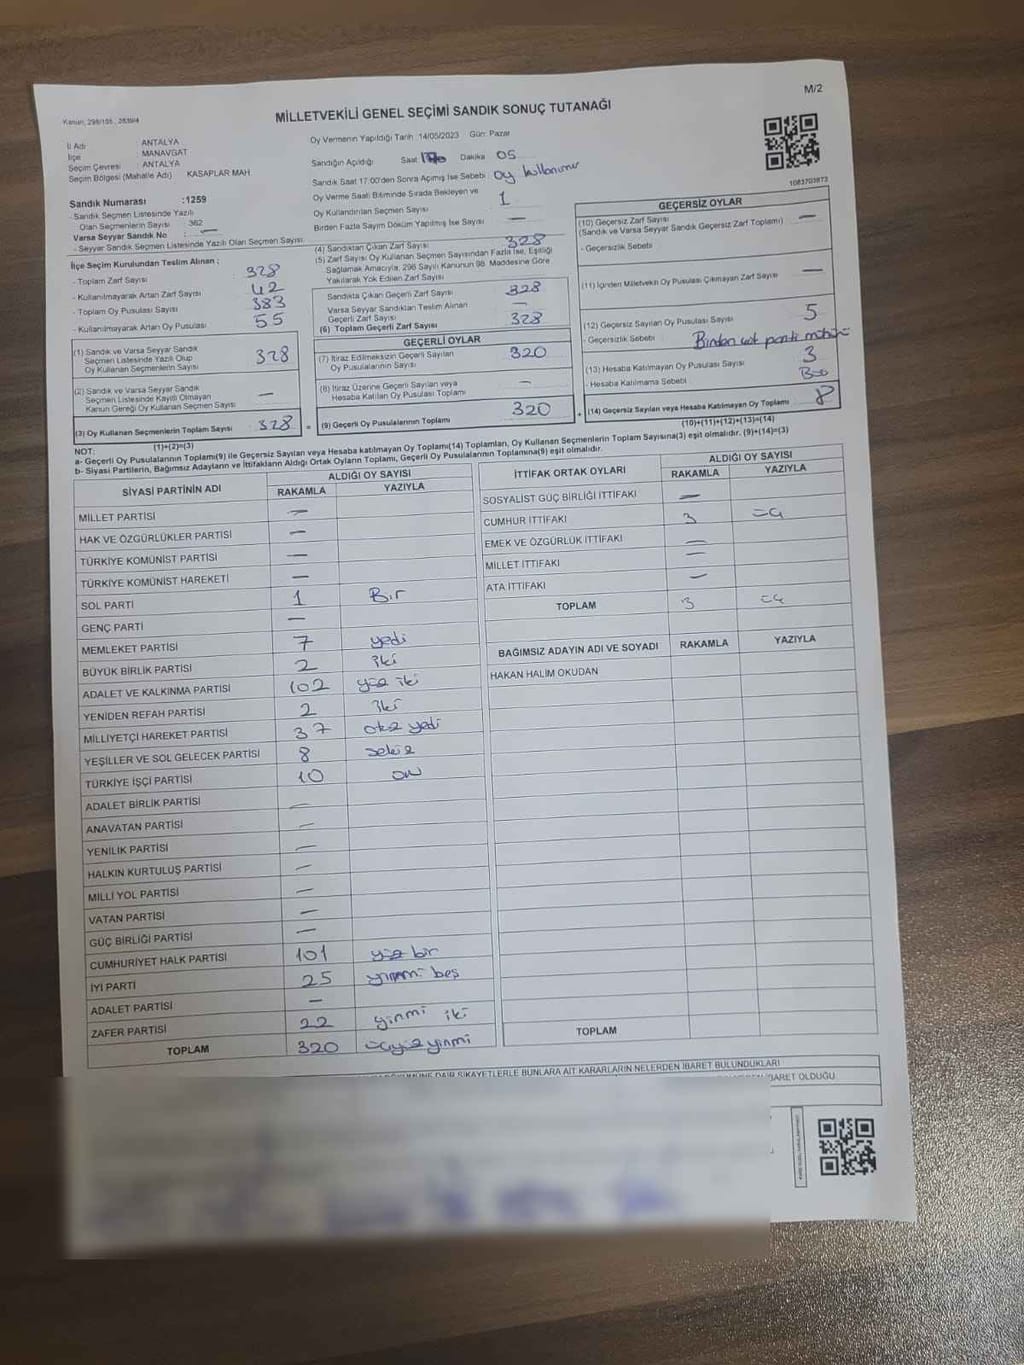 M/2
Kanun; 298/105 , 2839/4
MİLLETVEKİLİ GENEL SEÇİMİ SANDIK SONUÇ TUTANAĞI
İl Adı ANTALYA
İlçe : MANAVGAT
Seçim Çevresi : ANTALYA
Seçim Bölgesi (Mahalle Adı) KASAPLAR MAH
Oy Vermenin Yapıldığı Tarih :14/05/2023 Gün: Pazar
Sandığın Açıldığı Saat Dakika 05
Sandık Saat 17:00'den Sonra Açılmış İse Sebebi: Oy kullanımı
Oy Verme Saati Bitiminde Sırada Bekleyen ve
Oy Kullandırılan Seçmen Sayısı 1
Birden Fazla Sayım Döküm Yapılmış İse Sayısı —
1083703873
Sandık Numarası :1259
- Sandık Seçmen Listesinde Yazılı
Olan Seçmenlerin Sayısı : 362
Varsa Seyyar Sandık No : —
- Seyyar Sandık Seçmen Listesinde Yazılı Olan Seçmen Sayısı
İlçe Seçim Kurulundan Teslim Alınan ;
- Toplam Zarf Sayısı : 328
- Kullanılmayarak Artan Zarf Sayısı : 42
- Toplam Oy Pusulası Sayısı : 383
- Kullanılmayarak Artan Oy Pusulası : 55
(1) Sandık ve Varsa Seyyar Sandık
Seçmen Listesinde Yazılı Olup
Oy Kullanan Seçmenlerin Sayısı 328
(2) Sandık ve Varsa Seyyar Sandık
Seçmen Listesinde Kayıtlı Olmayan
Kanun Gereği Oy Kullanan Seçmen Sayısı —
(3) Oy Kullanan Seçmenlerin Toplam Sayısı 328
(1)+(2)=(3)
(4) Sandıktan Çıkan Zarf Sayısı 328
(5) Zarf Sayısı Oy Kullanan Seçmen Sayısından Fazla İse, Eşitliği
Sağlamak Amacıyla, 298 Sayılı Kanunun 98. Maddesine Göre
Yakılarak Yok Edilen Zarf Sayısı
Sandıkta Çıkan Geçerli Zarf Sayısı 328
Varsa Seyyar Sandıktan Teslim Alınan
Geçerli Zarf Sayısı —
(6) Toplam Geçerli Zarf Sayısı 328
GEÇERLİ OYLAR
(7) İtiraz Edilmeksizin Geçerli Sayılan
Oy Pusulasının Sayısı 320
(8) İtiraz Üzerine Geçerli Sayılan veya
Hesaba Katılan Oy Pusulası Toplamı —
(9) Geçerli Oy Pusulalarının Toplamı 320
GEÇERSİZ OYLAR
(10) Geçersiz Zarf Sayısı
(Sandık ve Varsa Seyyar Sandık Geçersiz Zarf Toplamı) —
- Geçersizlik Sebebi
(11) İçinden Milletvekili Oy Pusulası Çıkmayan Zarf Sayısı —
(12) Geçersiz Sayılan Oy Pusulası Sayısı 5
- Geçersizlik Sebebi Birden çok parti
(13) Hesaba Katılmayan Oy Pusulası Sayısı 3
- Hesaba Katılmama Sebebi Boş
(14) Geçersiz Sayılan veya Hesaba Katılmayan Oy Toplamı 8
(10)+(11)+(12)+(13)=(14)
NOT:
a- Geçerli Oy Pusulalarının Toplamı(9) ile Geçersiz Sayılan veya Hesaba katılmayan Oy Toplamı(14) Toplamları, Oy Kullanan Seçmenlerin Toplam Sayısına(3) eşit olmalıdır. (9)+(14)=(3)
b- Siyasi Partilerin, Bağımsız Adayların ve İttifakların Aldığı Ortak Oyların Toplamı, Geçerli Oy Pusulalarının Toplamına(9) eşit olmalıdır.
SİYASİ PARTİNİN ADI ALDIĞI OY SAYISI
RAKAMLA YAZIYLA
MİLLET PARTİSİ —
HAK VE ÖZGÜRLÜKLER PARTİSİ —
TÜRKİYE KOMÜNİST PARTİSİ —
TÜRKİYE KOMÜNİST HAREKETİ —
SOL PARTİ 1 Bir
GENÇ PARTİ —
MEMLEKET PARTİSİ 7 yedi
BÜYÜK BİRLİK PARTİSİ 2 iki
ADALET VE KALKINMA PARTİSİ 102 yüz iki
YENİDEN REFAH PARTİSİ 2 iki
MİLLİYETÇİ HAREKET PARTİSİ 37 otuz yedi
YEŞİLLER VE SOL GELECEK PARTİSİ 8 sekiz
TÜRKİYE İŞÇİ PARTİSİ 10 on
ADALET BİRLİK PARTİSİ —
ANAVATAN PARTİSİ —
YENİLİK PARTİSİ —
HALKIN KURTULUŞ PARTİSİ —
MİLLİ YOL PARTİSİ —
VATAN PARTİSİ —
GÜÇ BİRLİĞİ PARTİSİ —
CUMHURİYET HALK PARTİSİ 101 yüz bir
İYİ PARTİ 25 yirmi beş
ADALET PARTİSİ —
ZAFER PARTİSİ 22 yirmi iki
TOPLAM 320 üçyüz yirmi
İTTİFAK ORTAK OYLARI ALDIĞI OY SAYISI
RAKAMLA YAZIYLA
SOSYALİST GÜÇ BİRLİĞİ İTTİFAKI —
CUMHUR İTTİFAKI 3 üç
EMEK VE ÖZGÜRLÜK İTTİFAKI —
MİLLET İTTİFAKI —
ATA İTTİFAKI —
TOPLAM 3 üç
BAĞIMSIZ ADAYIN ADI VE SOYADI RAKAMLA YAZIYLA
HAKAN HALİM OKUDAN
TOPLAM
DAİR ŞİKAYETLERLE BUNLARA AİT KARARLARIN NELERDEN İBARET BULUNDUKLARI
İBARET OLDUĞU